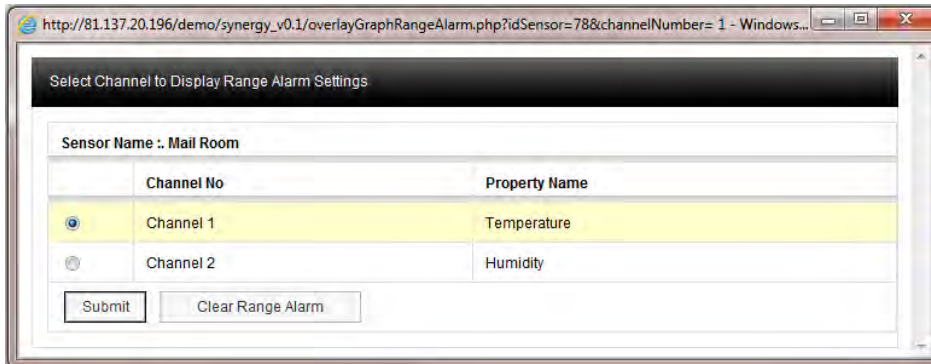 http://81.137.20.196/demo/synergy_v0.1/overlayGraphRangeAlarm.php?idSensor=78&channelNumber= 1 - Windows...
Select Channel to Display Range Alarm Settings
Sensor Name :. Mail Room
Channel No Property Name
Channel 1 Temperature
Channel 2 Humidity
Submit Clear Range Alarm